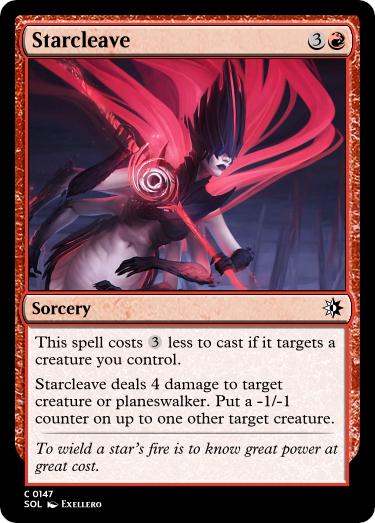 Starcleave 3
Sorcery
This spell costs 3 less to cast if it targets a
creature you control.
Starcleave deals 4 damage to target
creature or planeswalker. Put a -1/-1
counter on up to one other target creature.
To wield a star's fire is to know great power at
great cost.
C 0147
SOL Exellero